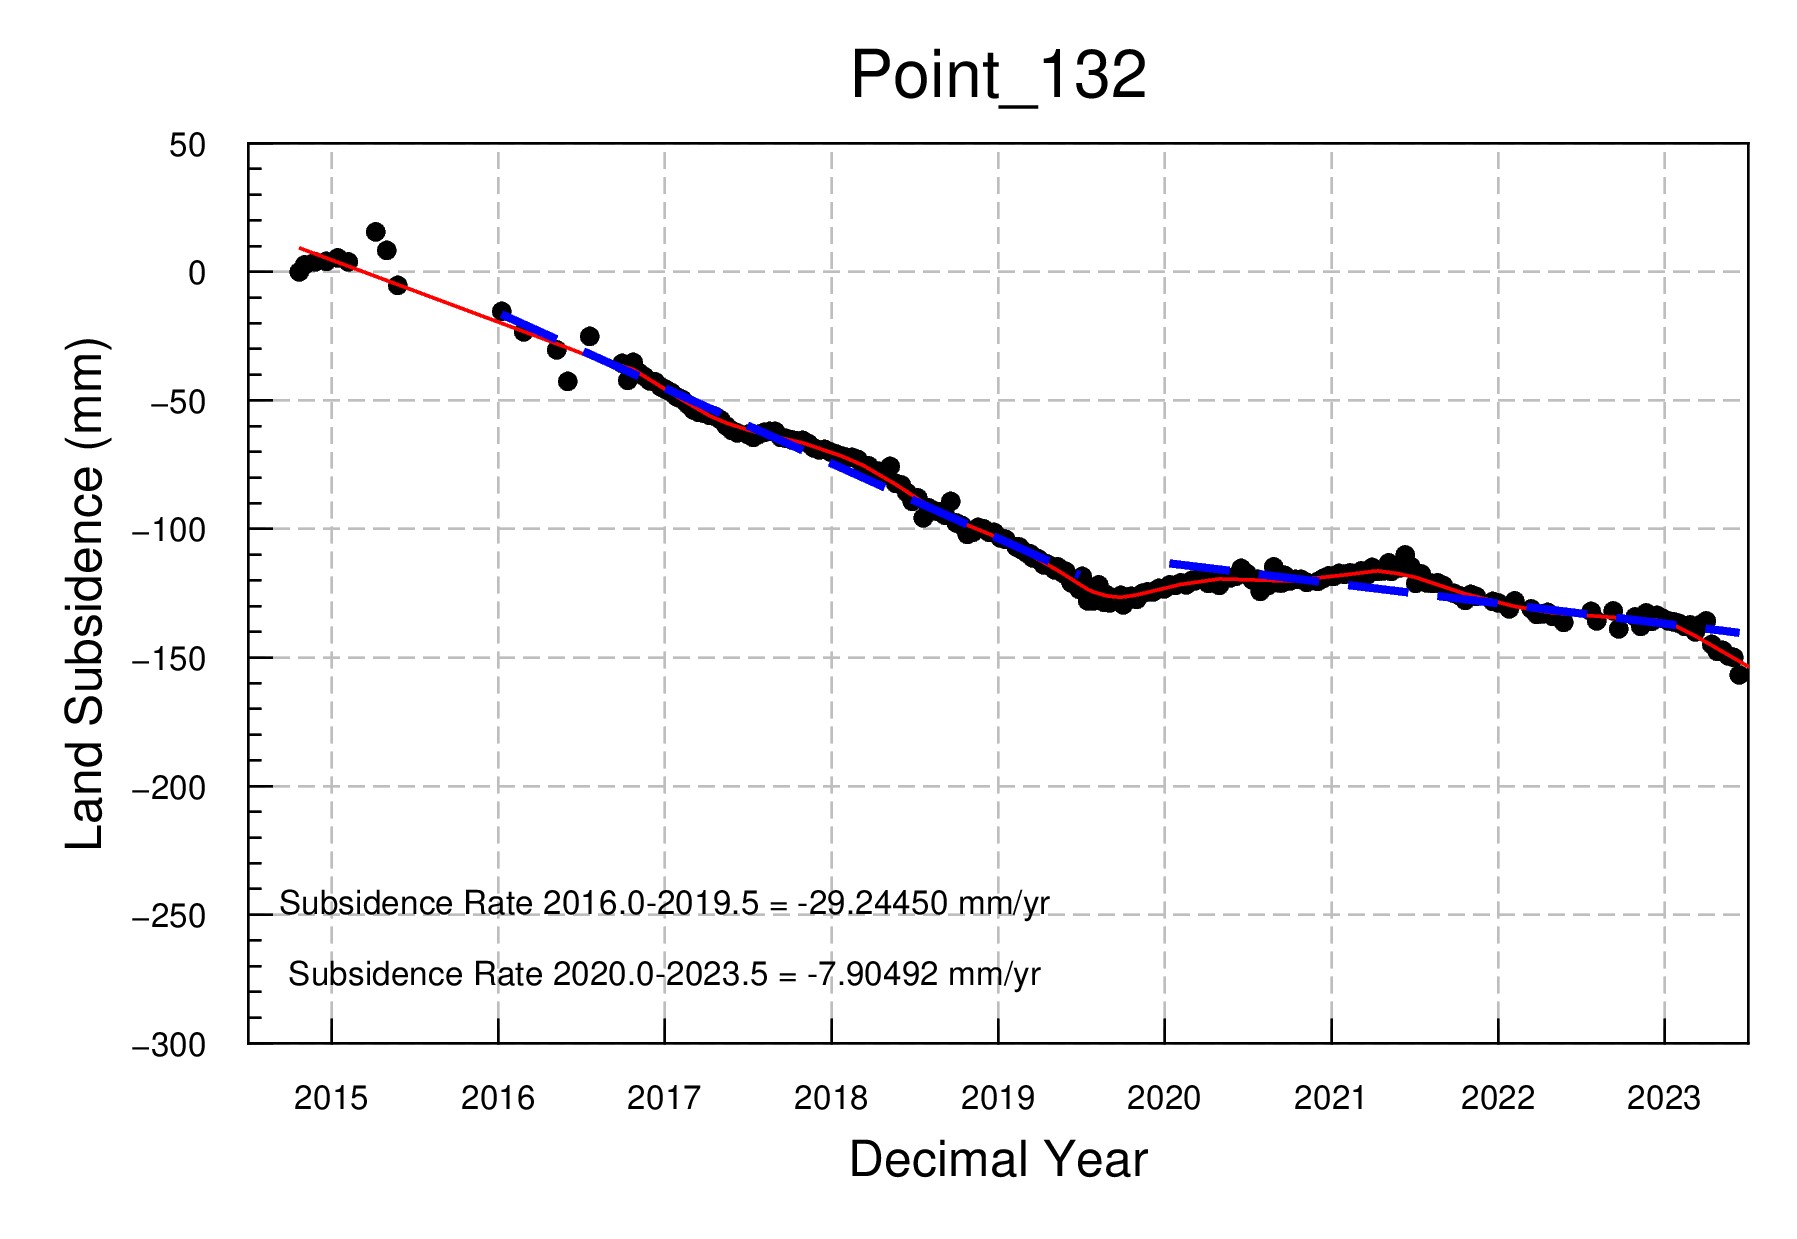 Point_132
50
0
−50
−100
−150
−200
−250
−300
Land Subsidence (mm)
Subsidence Rate 2016.0-2019.5 = -29.24450 mm/yr
Subsidence Rate 2020.0-2023.5 = -7.90492 mm/yr
2015 2016 2017 2018 2019 2020 2021 2022 2023
Decimal Year